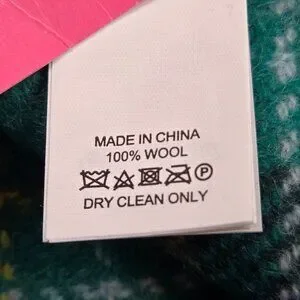 MADE IN CHINA
100% WOOL
P
DRY CLEAN ONLY